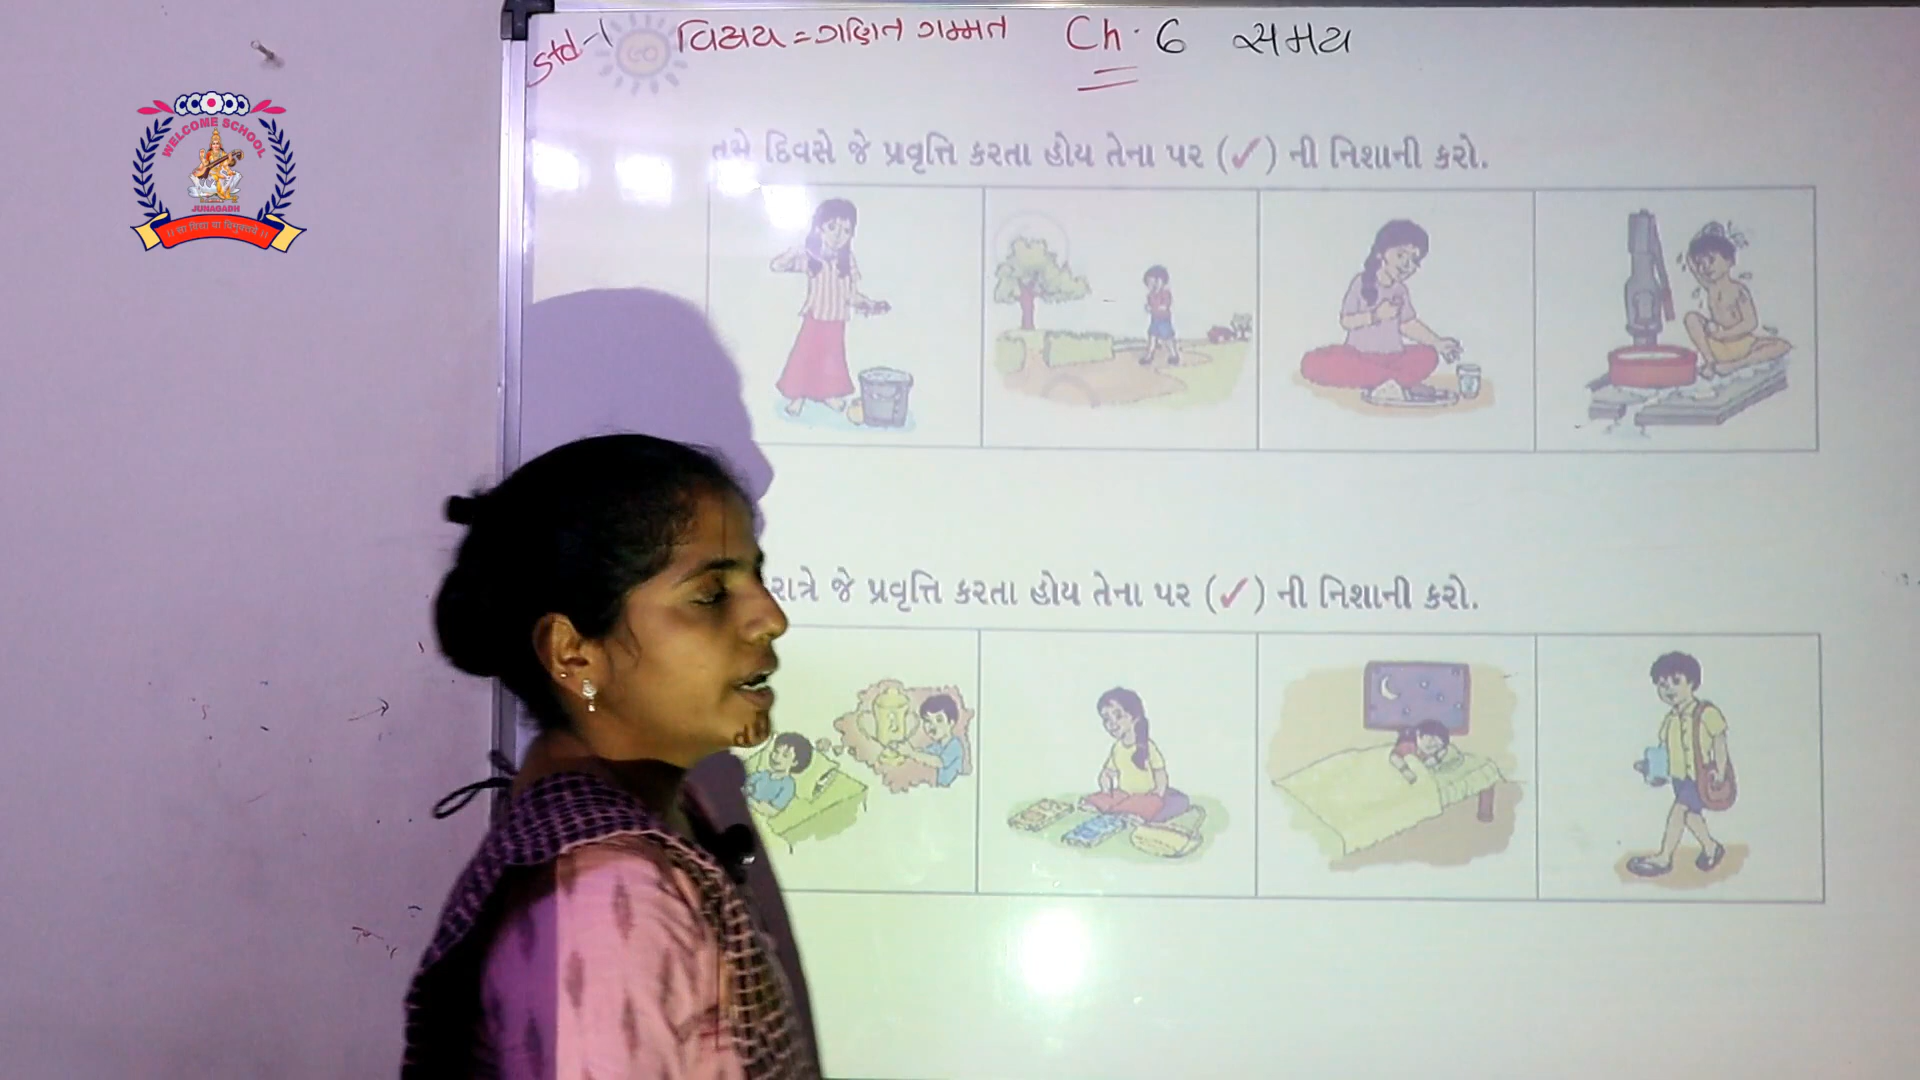 Std-1 વિષય = ગણિત ગમ્મત Ch. 6 સમય
WELCOME SCHOOL
JUNAGADH
॥ सा विद्या या विमुक्तये ॥
તમે દિવસે જે પ્રવૃત્તિ કરતા હોય તેના પર (✓) ની નિશાની કરો.
રાત્રે જે પ્રવૃત્તિ કરતા હોય તેના પર (✓) ની નિશાની કરો.